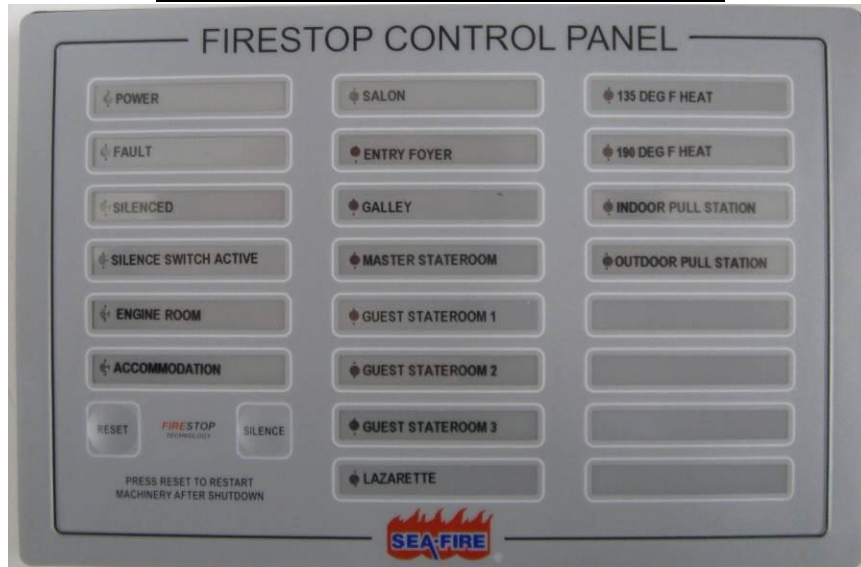 FIRESTOP CONTROL PANEL
POWER
FAULT
SILENCED
SILENCE SWITCH ACTIVE
ENGINE ROOM
ACCOMMODATION
RESET
FIRESTOP
TECHNOLOGY
SILENCE
PRESS RESET TO RESTART
MACHINERY AFTER SHUTDOWN
SALON
ENTRY FOYER
GALLEY
MASTER STATEROOM
GUEST STATEROOM 1
GUEST STATEROOM 2
GUEST STATEROOM 3
LAZARETTE
135 DEG F HEAT
190 DEG F HEAT
INDOOR PULL STATION
OUTDOOR PULL STATION
SEA-FIRE